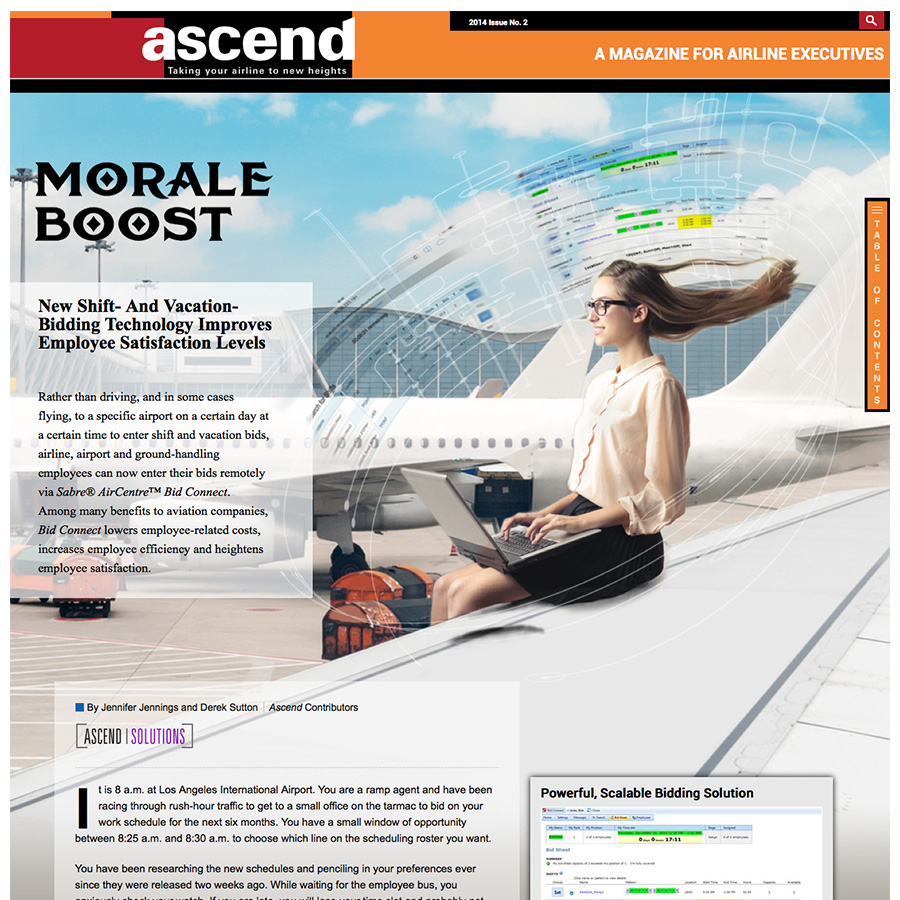 2014 Issue No. 2
ascend
Taking your airline to new heights
A MAGAZINE FOR AIRLINE EXECUTIVES
MORALE
BOOST
TABLE OF CONTENTS
New Shift- And Vacation-
Bidding Technology Improves
Employee Satisfaction Levels
Rather than driving, and in some cases
flying, to a specific airport on a certain day at
a certain time to enter shift and vacation bids,
airline, airport and ground-handling
employees can now enter their bids remotely
via Sabre® AirCentre™ Bid Connect.
Among many benefits to aviation companies,
Bid Connect lowers employee-related costs,
increases employee efficiency and heightens
employee satisfaction.
By Jennifer Jennings and Derek Sutton | Ascend Contributors
ASCEND | SOLUTIONS
It is 8 a.m. at Los Angeles International Airport. You are a ramp agent and have been
racing through rush-hour traffic to get to a small office on the tarmac to bid on your
work schedule for the next six months. You have a small window of opportunity
between 8:25 a.m. and 8:30 a.m. to choose which line on the scheduling roster you want.
You have been researching the new schedules and penciling in your preferences ever
since they were released two weeks ago. While waiting for the employee bus, you
Powerful, Scalable Bidding Solution
Bid Sheet